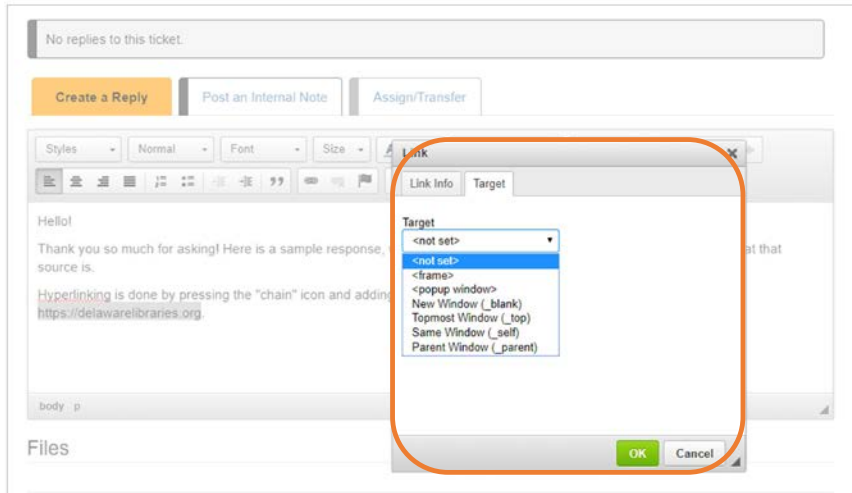 No replies to this ticket.
Create a Reply Post an Internal Note Assign/Transfer
Styles Normal Font Size
Link
Link Info Target
Hello!
Target
Thank you so much for asking! Here is a sample response, at that
<not set>
source is.
<not set>
<frame>
<popup window>
Hyperlinking is done by pressing the "chain" icon and adding
New Window (_blank)
https://delawarelibraries.org.
Topmost Window (_top)
Same Window (_self)
Parent Window (_parent)
body p
Files
OK Cancel